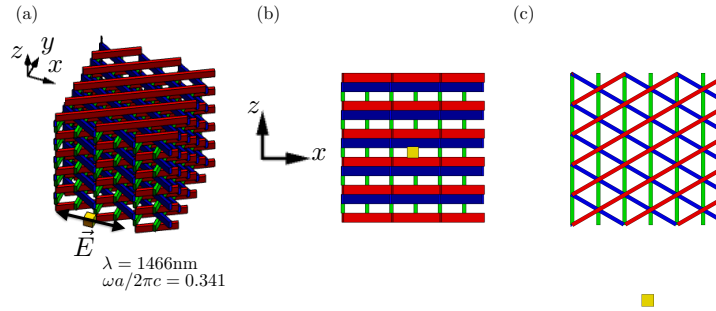 (a)
(b)
(c)
z y x
z
x
E⃗
λ = 1466nm
ωa/2πc = 0.341